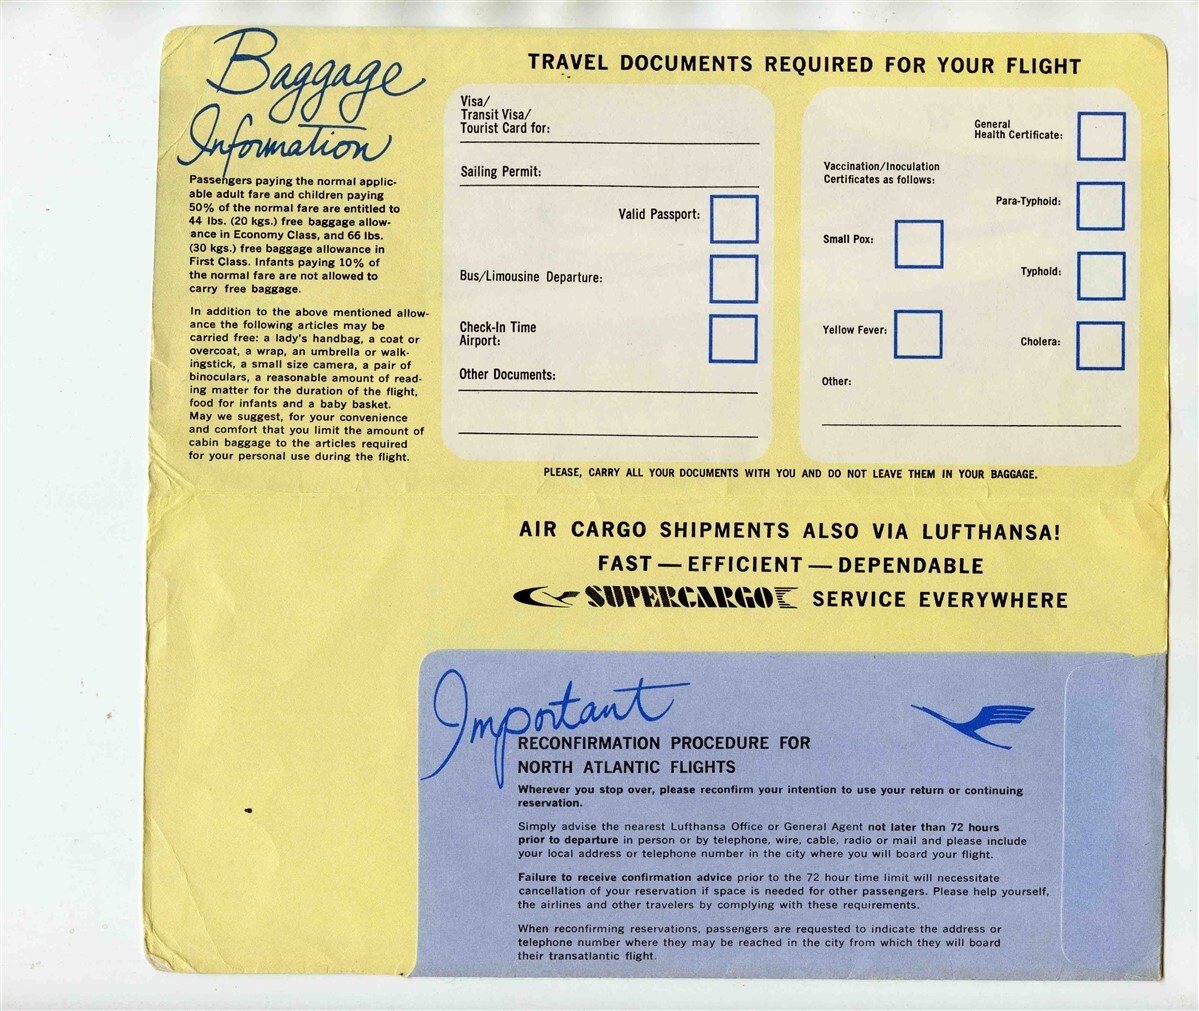 Baggage
Information
Passengers paying the normal applic-
able adult fare and children paying
50% of the normal fare are entitled to
44 lbs. (20 kgs.) free baggage allow-
ance in Economy Class, and 66 lbs.
(30 kgs.) free baggage allowance in
First Class. Infants paying 10% of
the normal fare are not allowed to
carry free baggage.
In addition to the above mentioned allow-
ance the following articles may be
carried free: a lady's handbag, a coat or
overcoat, a wrap, an umbrella or walk-
ingstick, a small size camera, a pair of
binoculars, a reasonable amount of read-
ing matter for the duration of the flight,
food for infants and a baby basket.
May we suggest, for your convenience
and comfort that you limit the amount of
cabin baggage to the articles required
for your personal use during the flight.
TRAVEL DOCUMENTS REQUIRED FOR YOUR FLIGHT
Visa/
Transit Visa/
Tourist Card for:
Sailing Permit:
Valid Passport:
Bus/Limousine Departure:
Check-In Time
Airport:
Other Documents:
General
Health Certificate:
Vaccination/Inoculation
Certificates as follows:
Para-Typhoid:
Small Pox:
Typhoid:
Yellow Fever:
Cholera:
Other:
PLEASE, CARRY ALL YOUR DOCUMENTS WITH YOU AND DO NOT LEAVE THEM IN YOUR BAGGAGE.
AIR CARGO SHIPMENTS ALSO VIA LUFTHANSA!
FAST — EFFICIENT — DEPENDABLE
SUPERCARGO SERVICE EVERYWHERE
Important
RECONFIRMATION PROCEDURE FOR
NORTH ATLANTIC FLIGHTS
Wherever you stop over, please reconfirm your intention to use your return or continuing
reservation.
Simply advise the nearest Lufthansa Office or General Agent not later than 72 hours
prior to departure in person or by telephone, wire, cable, radio or mail and please include
your local address or telephone number in the city where you will board your flight.
Failure to receive confirmation advice prior to the 72 hour time limit will necessitate
cancellation of your reservation if space is needed for other passengers. Please help yourself,
the airlines and other travelers by complying with these requirements.
When reconfirming reservations, passengers are requested to indicate the address or
telephone number where they may be reached in the city from which they will board
their transatlantic flight.